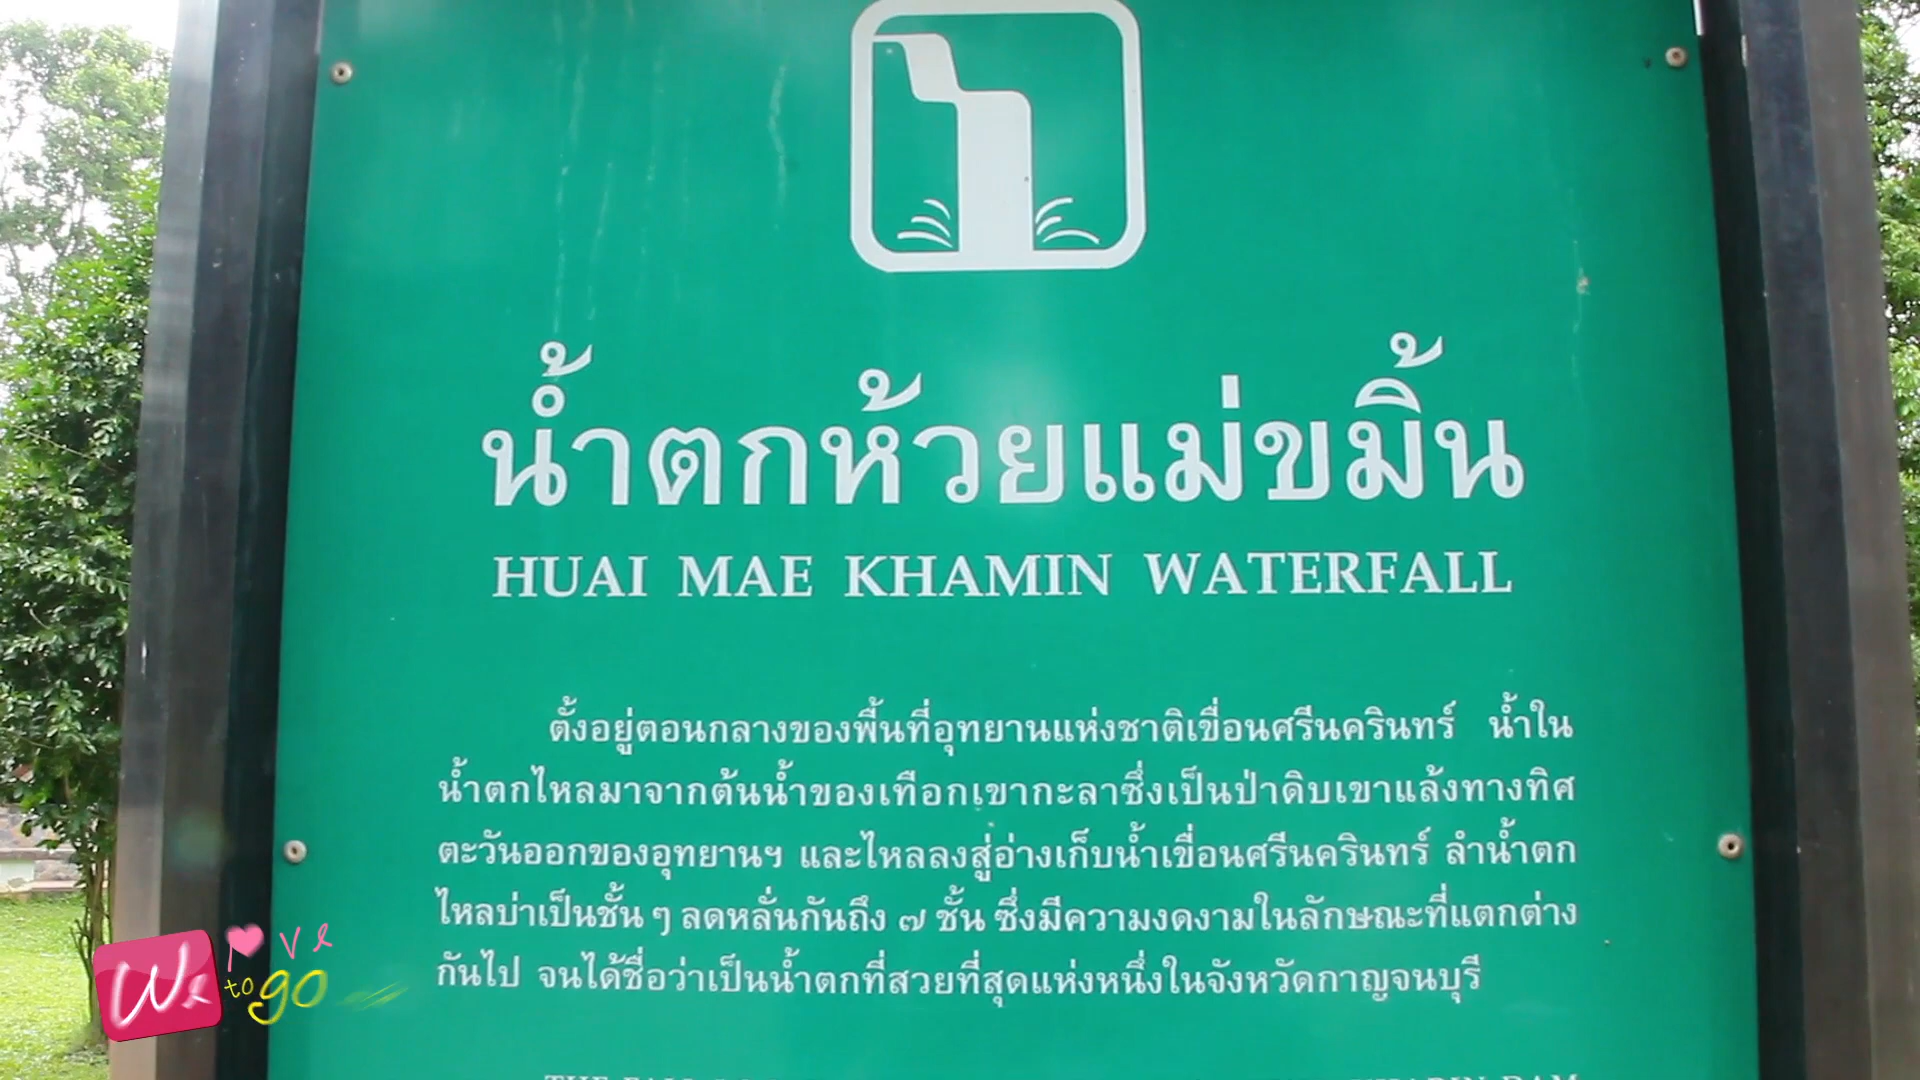 น้ำตกห้วยแม่ขมิ้น
HUAI MAE KHAMIN WATERFALL
ตั้งอยู่ตอนกลางของพื้นที่อุทยานแห่งชาติเขื่อนศรีนครินทร์ น้ำใน
น้ำตกไหลมาจากต้นน้ำของเทือกเขากะลาซึ่งเป็นป่าดิบเขาแล้งทางทิศ
ตะวันออกของอุทยานฯ และไหลลงสู่อ่างเก็บน้ำเขื่อนศรีนครินทร์ ลำน้ำตก
ไหลบ่าเป็นชั้น ๆ ลดหลั่นกันถึง ๗ ชั้น ซึ่งมีความงดงามในลักษณะที่แตกต่าง
กันไป จนได้ชื่อว่าเป็นน้ำตกที่สวยที่สุดแห่งหนึ่งในจังหวัดกาญจนบุรี
We love to go